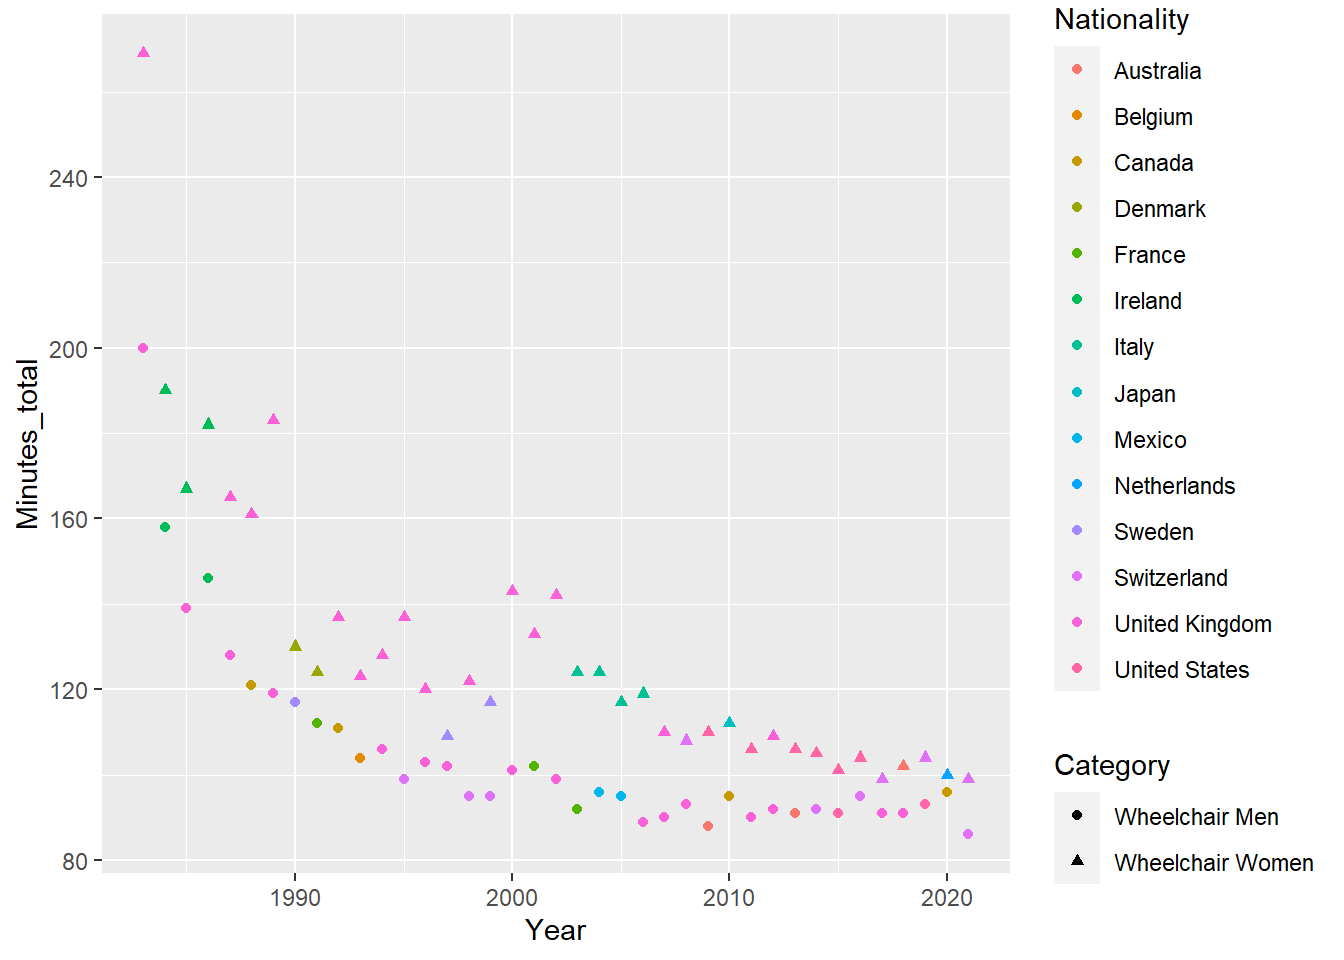 Nationality
Australia
Belgium
Canada
Denmark
France
Ireland
Italy
Japan
Mexico
Netherlands
Sweden
Switzerland
United Kingdom
United States
Category
Wheelchair Men
Wheelchair Women
Minutes_total
240
200
160
120
80
1990 2000 2010 2020
Year